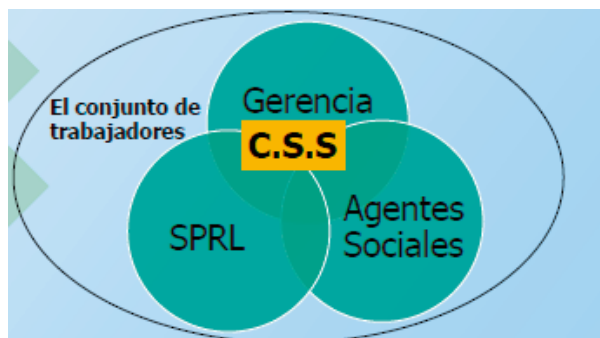 El conjunto de
trabajadores
Gerencia
C.S.S
SPRL
Agentes
Sociales